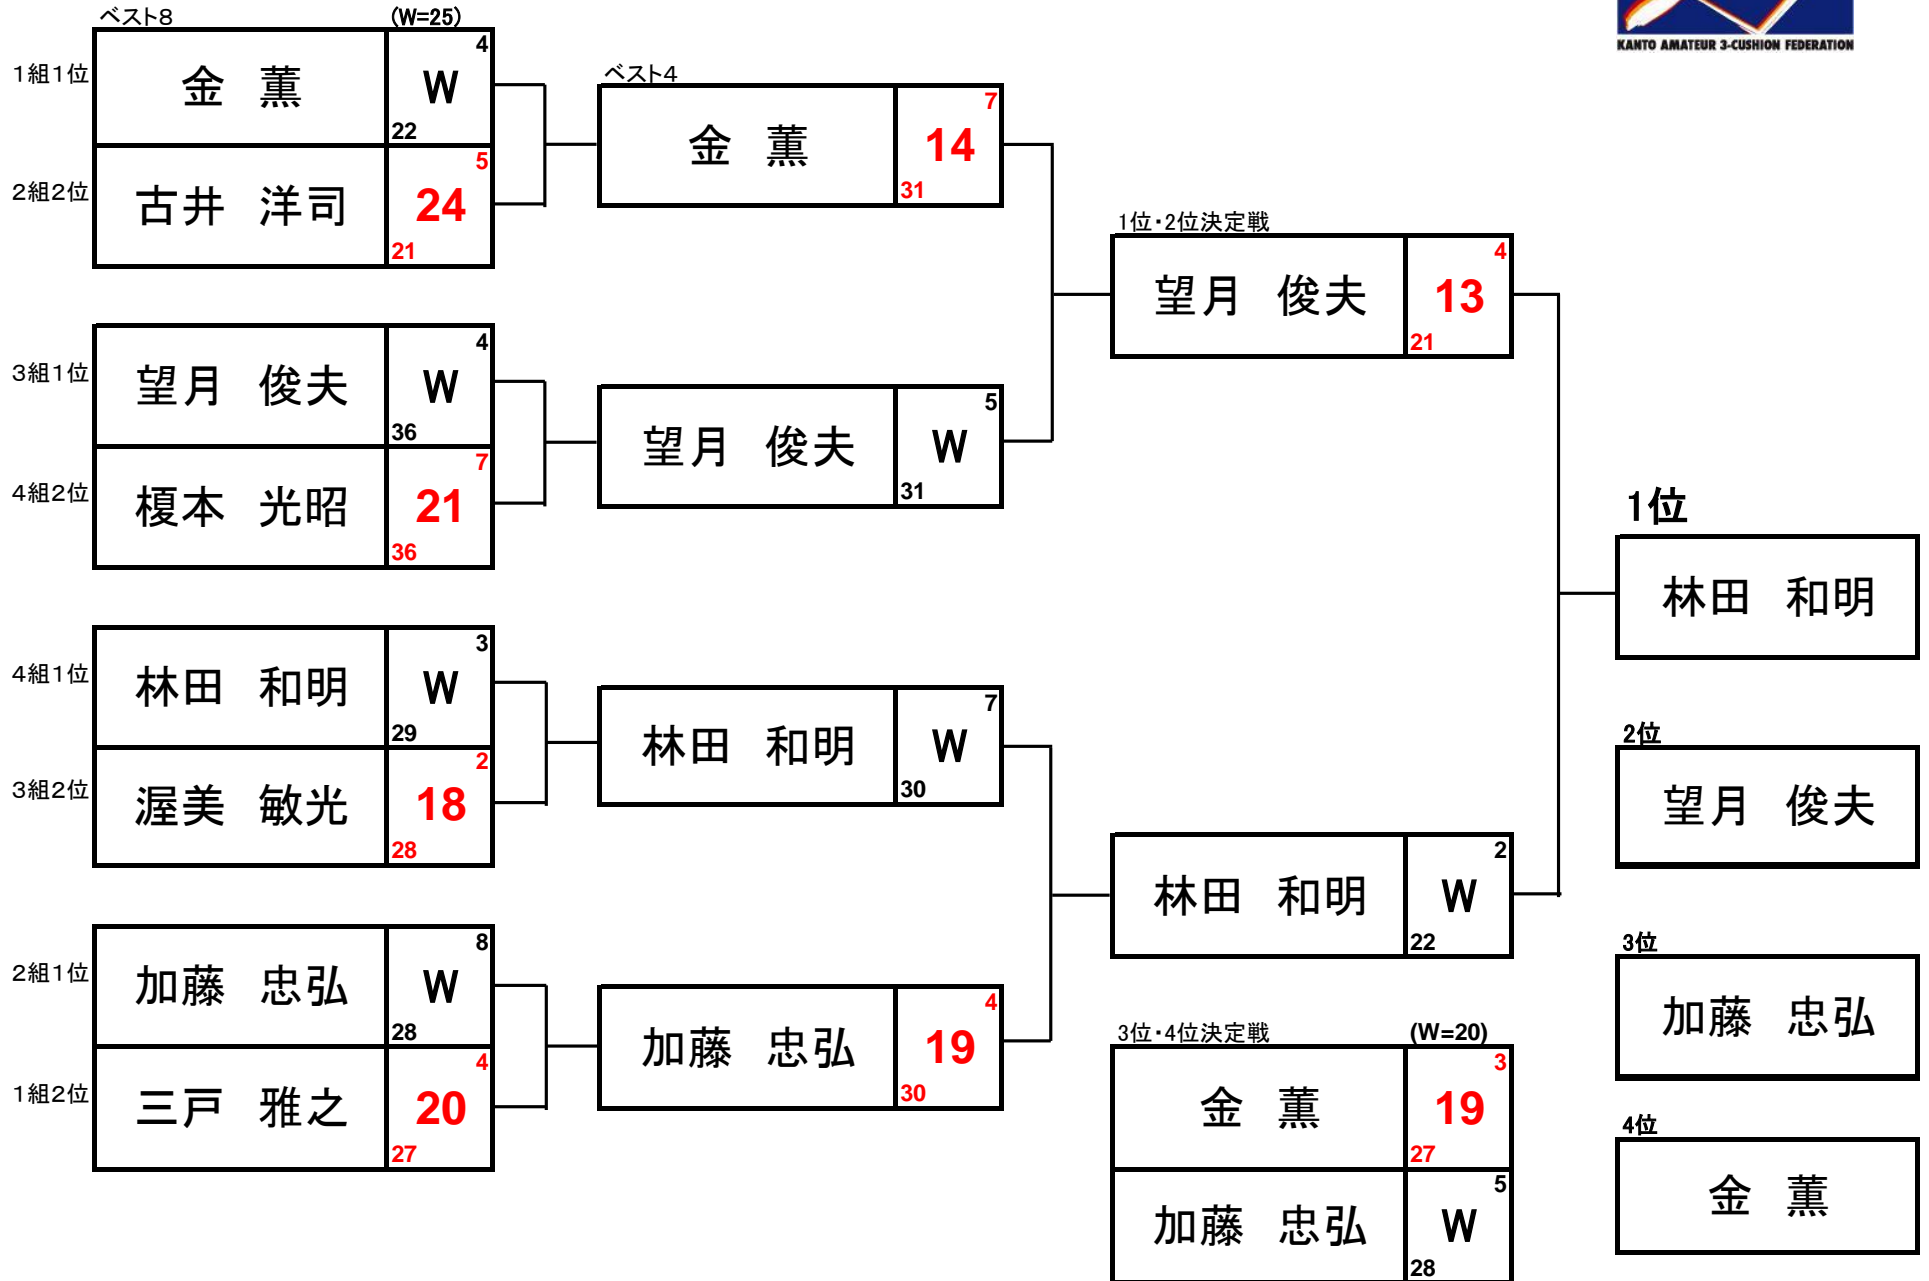 KANTO AMATEUR 3-CUSHION FEDERATION
ベスト8 (W=25)
1組1位 金 薫 W 4 22
2組2位 古井 洋司 24 5 21
3組1位 望月 俊夫 W 4 36
4組2位 榎本 光昭 21 7 36
4組1位 林田 和明 W 3 29
3組2位 渥美 敏光 18 2 28
2組1位 加藤 忠弘 W 8 28
1組2位 三戸 雅之 20 4 27
ベスト4
金 薫 14 7 31
望月 俊夫 W 5 31
林田 和明 W 7 30
加藤 忠弘 19 4 30
1位・2位決定戦
望月 俊夫 13 4 21
林田 和明 W 2 22
3位・4位決定戦 (W=20)
金 薫 19 3 27
加藤 忠弘 W 5 28
1位
林田 和明
2位
望月 俊夫
3位
加藤 忠弘
4位
金 薫